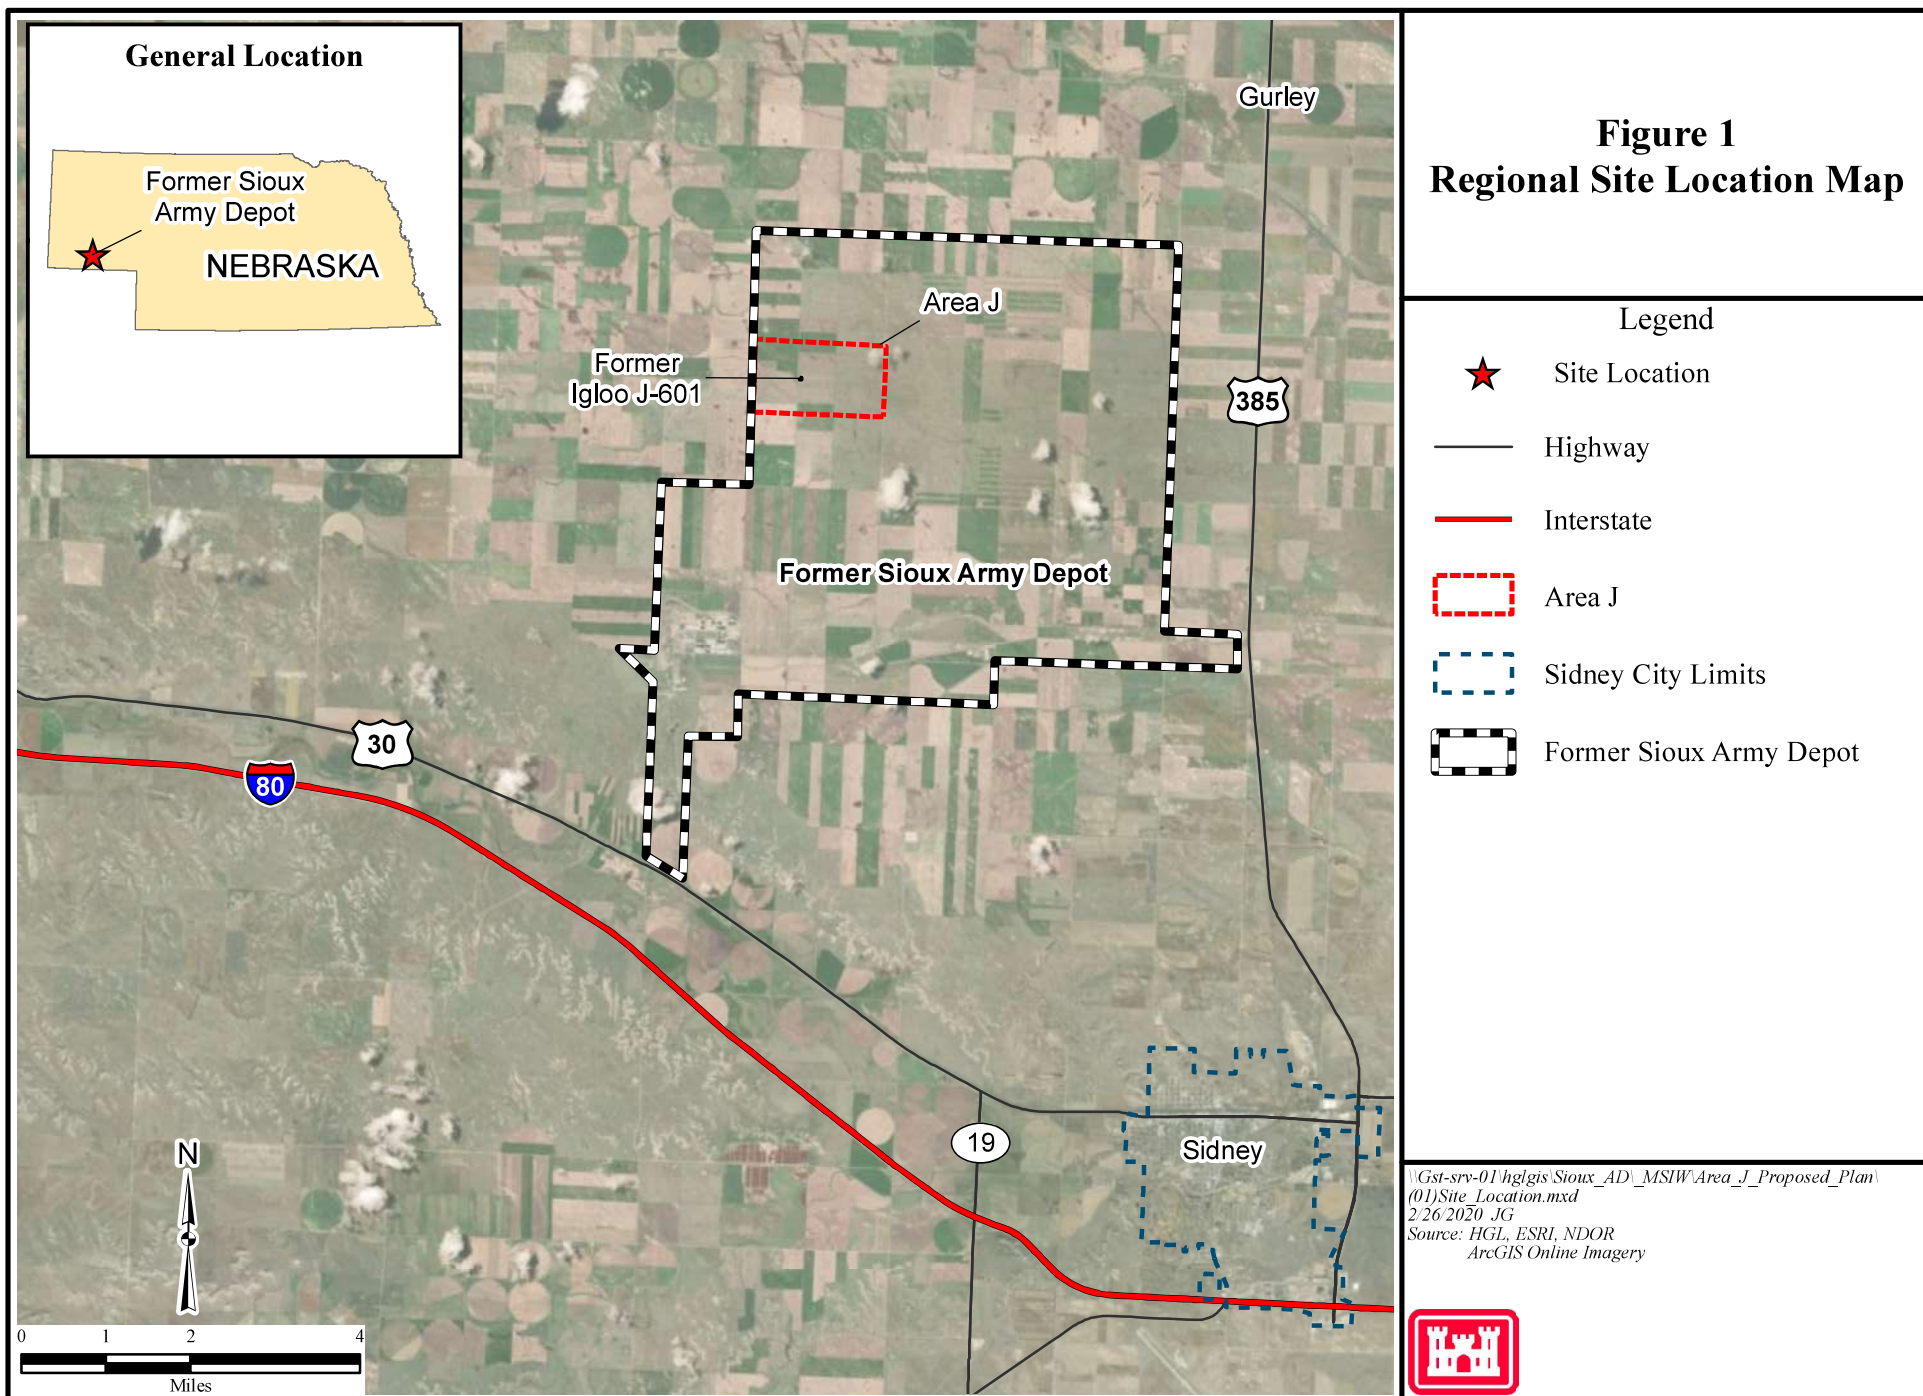 General Location
Former Sioux
Army Depot
NEBRASKA
Gurley
Area J
Former
Igloo J-601
385
Former Sioux Army Depot
30
80
19
Sidney
N
0 1 2 4
Miles
Figure 1
Regional Site Location Map
Legend
Site Location
Highway
Interstate
Area J
Sidney City Limits
Former Sioux Army Depot
\\Gst-srv-01\hglgis\Sioux_AD\_MSIW\Area_J_Proposed_Plan\
(01)Site_Location.mxd
2/26/2020 JG
Source: HGL, ESRI, NDOR
ArcGIS Online Imagery